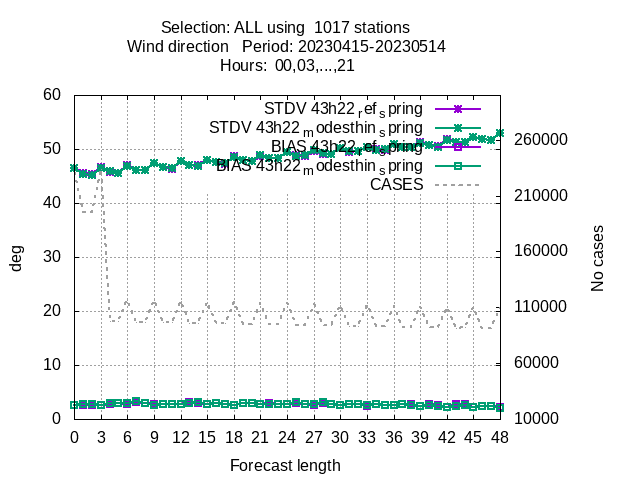 Selection: ALL using  1017 stations
Wind direction   Period: 20230415-20230514
Hours:  00,03,...,21
STDV 43h22_ref_spring
STDV 43h22_modesthin_spring
BIAS 43h22_ref_spring
BIAS 43h22_modesthin_spring
CASES
60
50
40
30
20
10
0
deg
260000
210000
160000
110000
60000
10000
No cases
0 3 6 9 12 15 18 21 24 27 30 33 36 39 42 45 48
Forecast length